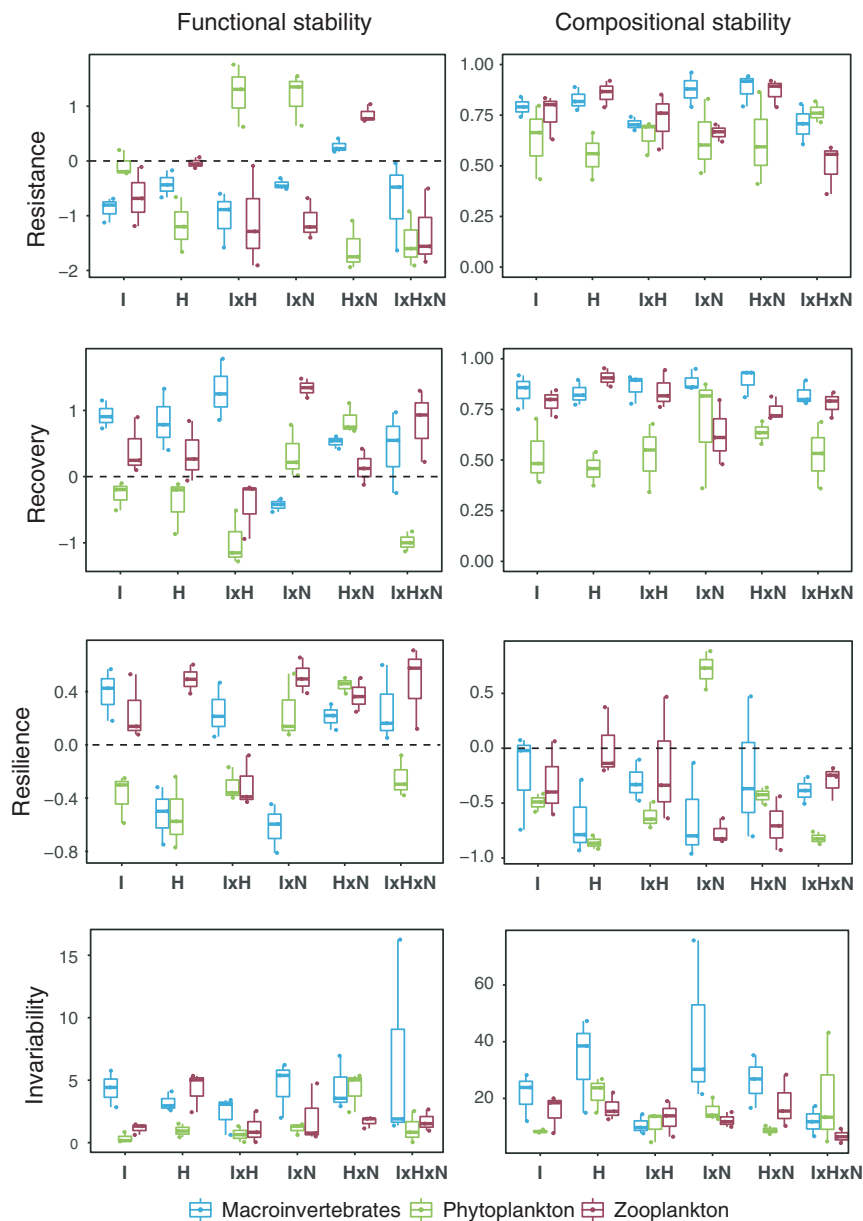 Functional stability
Compositional stability
Resistance
1
0
−1
−2
I H IxH IxN HxN IxHxN
1.00
0.75
0.50
0.25
0.00
I H IxH IxN HxN IxHxN
Recovery
1
0
−1
I H IxH IxN HxN IxHxN
1.00
0.75
0.50
0.25
0.00
I H IxH IxN HxN IxHxN
Resilience
0.4
0.0
−0.4
−0.8
I H IxH IxN HxN IxHxN
0.5
0.0
−0.5
−1.0
I H IxH IxN HxN IxHxN
Invariability
15
10
5
0
I H IxH IxN HxN IxHxN
60
40
20
I H IxH IxN HxN IxHxN
Macroinvertebrates Phytoplankton Zooplankton